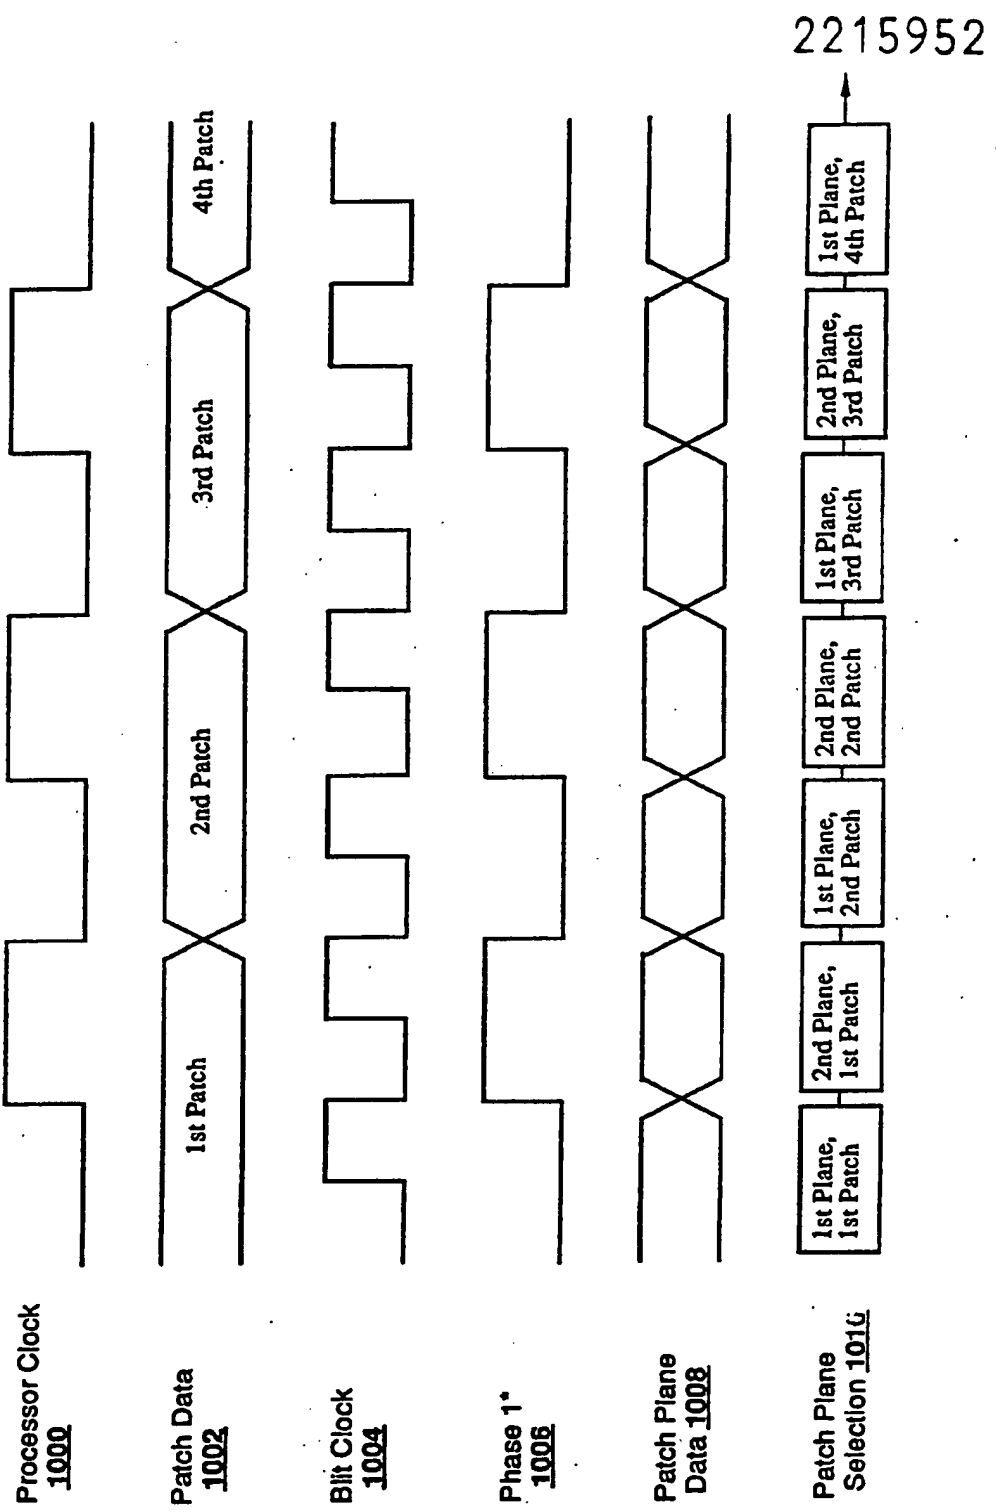 2215952
Processor Clock
1000
Patch Data
1002
1st Patch
2nd Patch
3rd Patch
4th Patch
Blit Clock
1004
Phase 1*
1006
Patch Plane
Data 1008
Patch Plane
Selection 1010
1st Plane,
1st Patch
2nd Plane,
1st Patch
1st Plane,
2nd Patch
2nd Plane,
2nd Patch
1st Plane,
3rd Patch
2nd Plane,
3rd Patch
1st Plane,
4th Patch